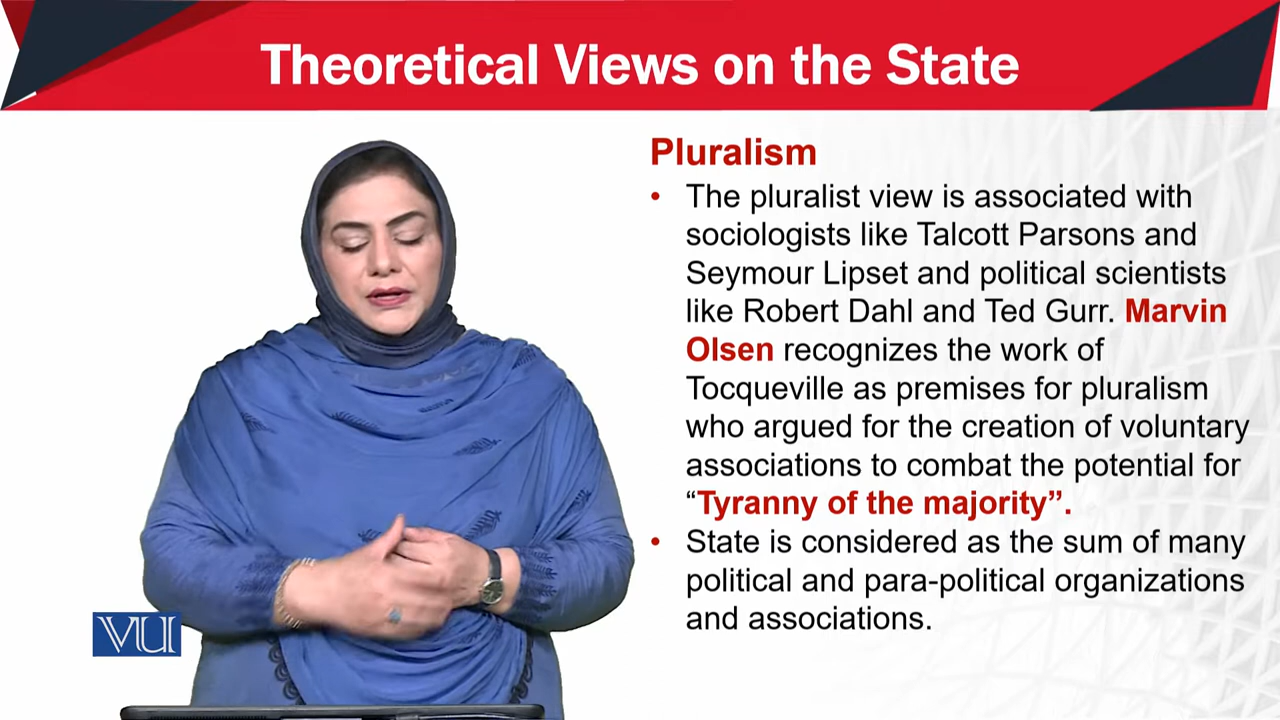 Theoretical Views on the State
Pluralism
• The pluralist view is associated with
sociologists like Talcott Parsons and
Seymour Lipset and political scientists
like Robert Dahl and Ted Gurr. Marvin
Olsen recognizes the work of
Tocqueville as premises for pluralism
who argued for the creation of voluntary
associations to combat the potential for
“Tyranny of the majority”.
• State is considered as the sum of many
political and para-political organizations
and associations.
VU